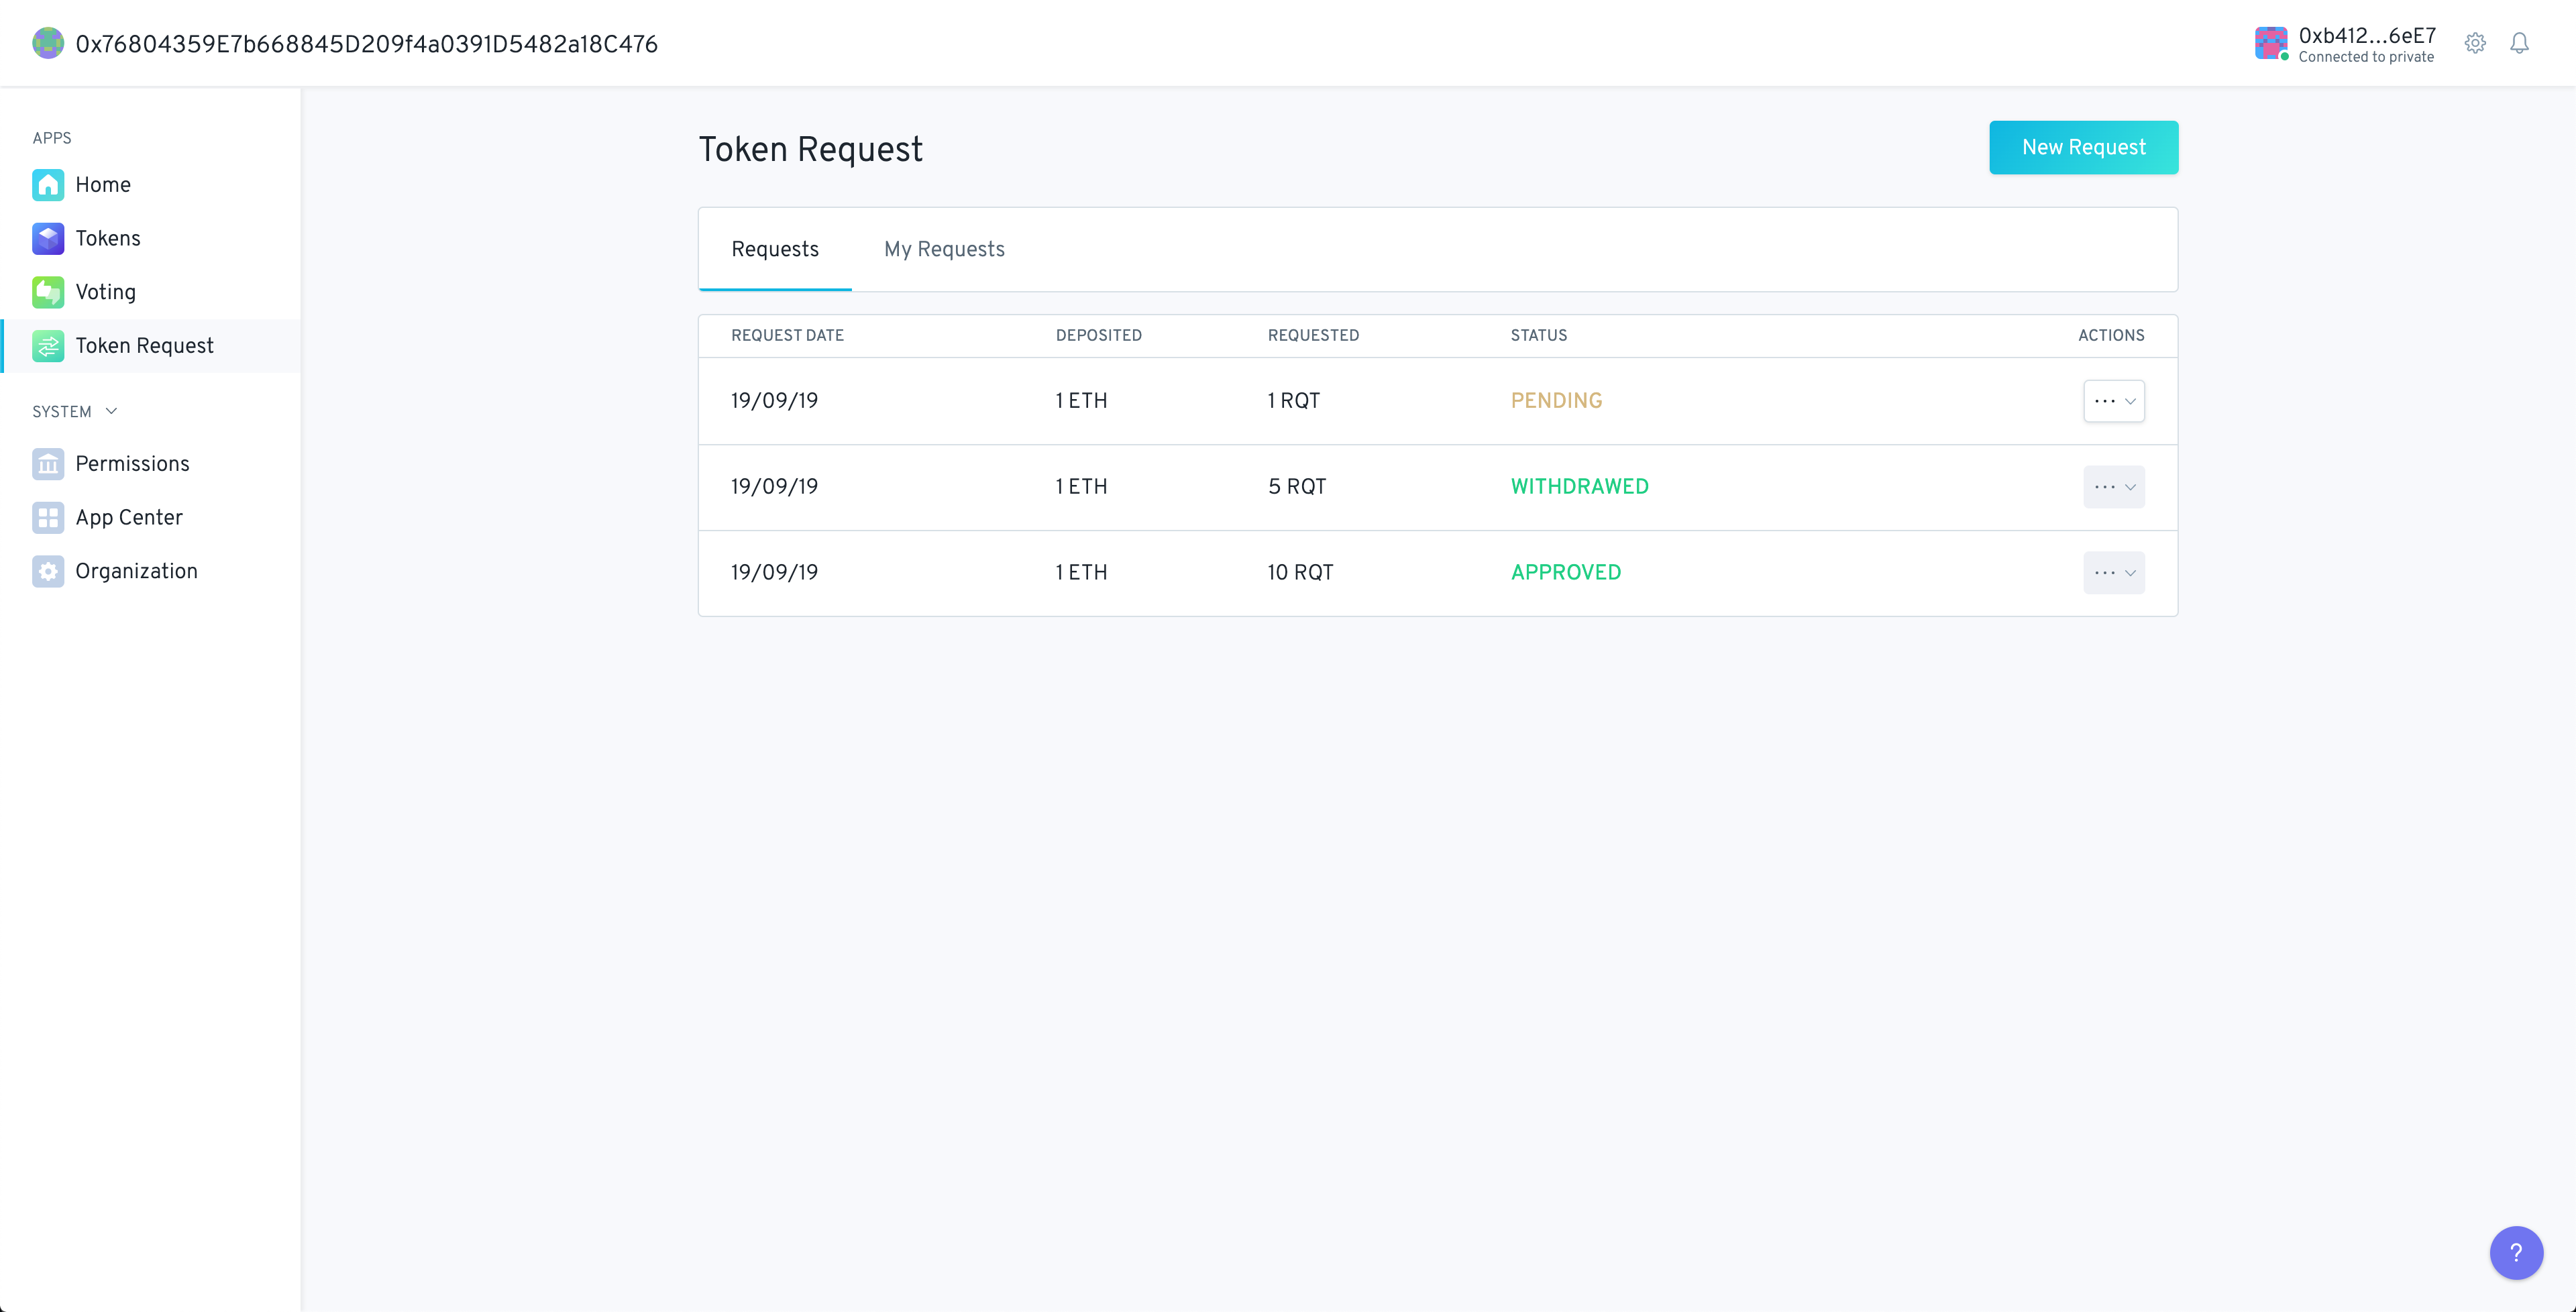 0x76804359E7b668845D209f4a0391D5482a18C476
0xb412...6eE7
Connected to private
APPS
Home
Tokens
Voting
Token Request
SYSTEM
Permissions
App Center
Organization
Token Request
New Request
Requests My Requests
REQUEST DATE DEPOSITED REQUESTED STATUS ACTIONS
19/09/19 1 ETH 1 RQT PENDING ...
19/09/19 1 ETH 5 RQT WITHDRAWED ...
19/09/19 1 ETH 10 RQT APPROVED ...
?